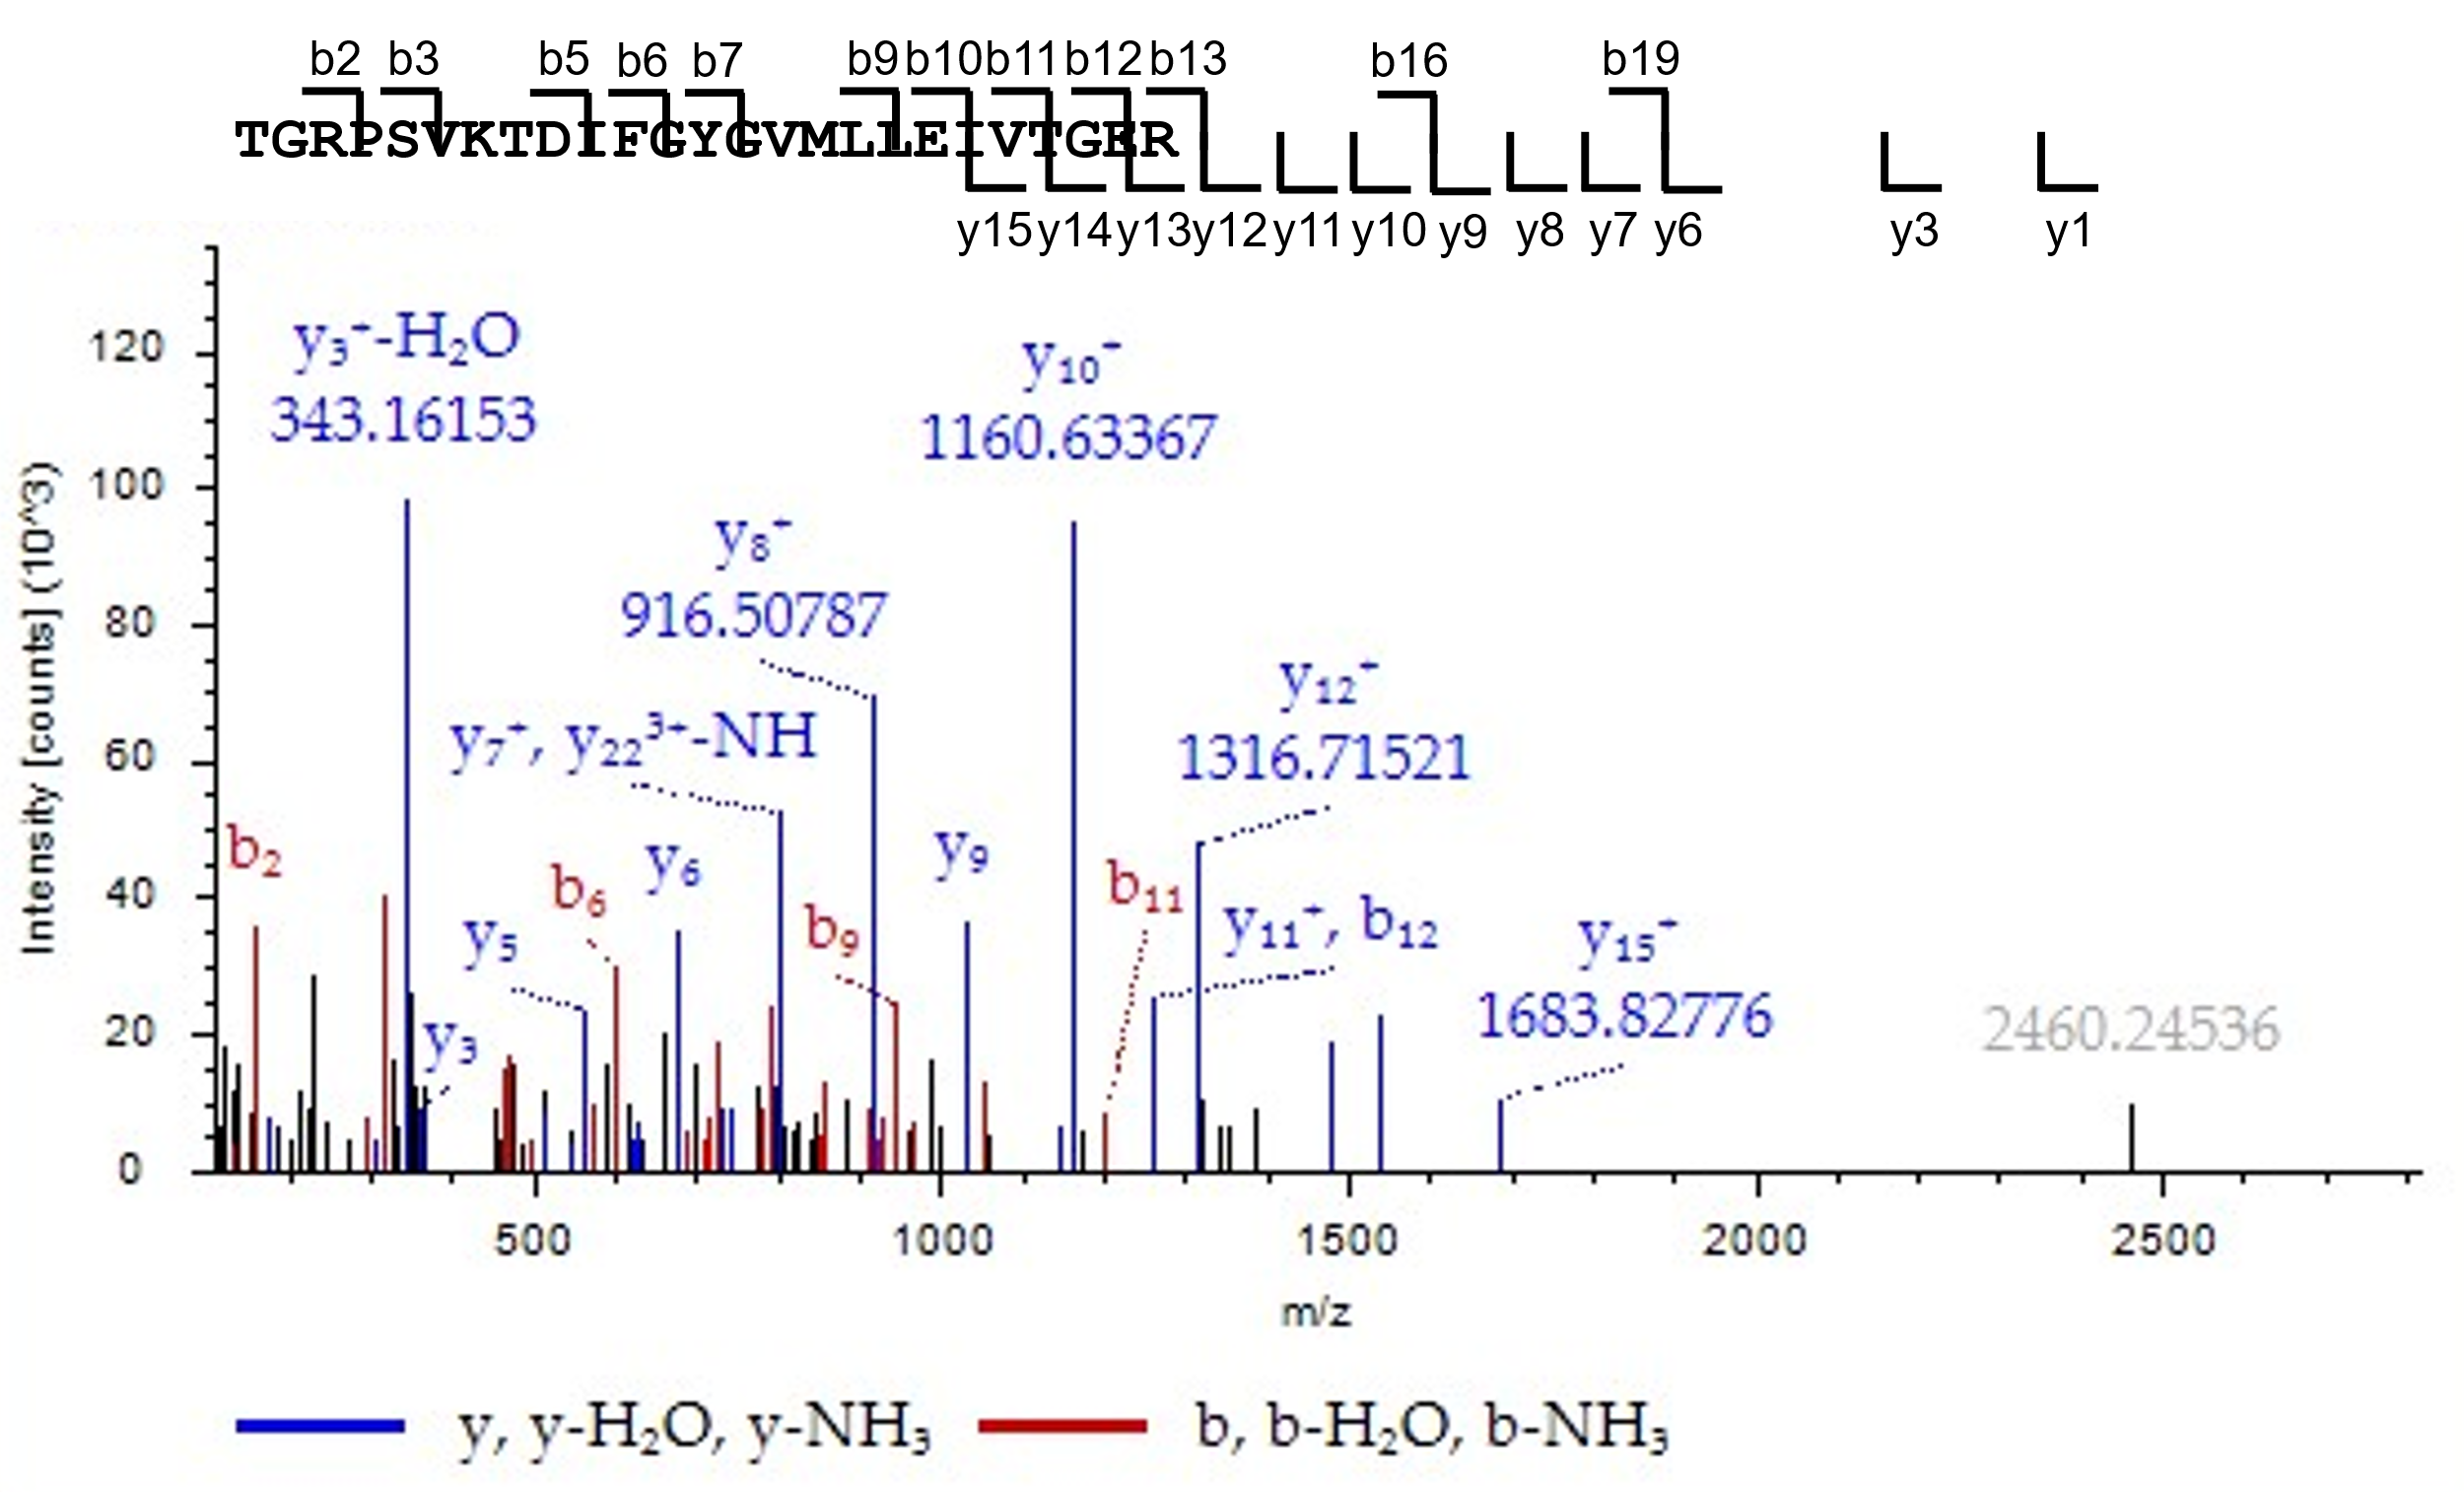 b2 b3 b5 b6 b7 b9 b10 b11 b12 b13 b16 b19
TGRPSVKTDIFGYGVMLLEIVTGER
y15 y14 y13 y12 y11 y10 y9 y8 y7 y6 y3 y1
y₃⁺-H₂O
343.16153
y₁₀⁺
1160.63367
y₈⁺
916.50787
y₁₂⁺
1316.71521
y₇⁺, y₂₂³⁺-NH
b₂
b₆
y₆
y₉
b₉
b₁₁
y₅
y₃
y₁₁⁺, b₁₂
y₁₅⁺
1683.82776
2460.24536
Intensity [counts] (10^3)
120
100
80
60
40
20
0
500 1000 1500 2000 2500
m/z
y, y-H₂O, y-NH₃ b, b-H₂O, b-NH₃